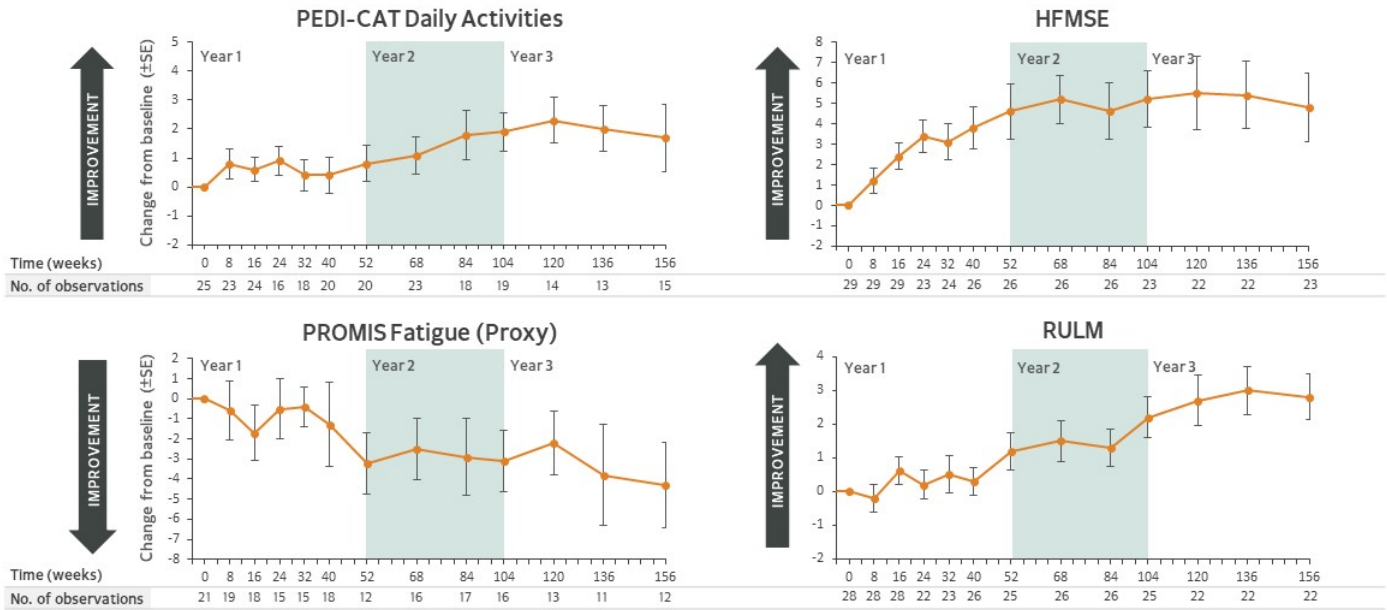 PEDI-CAT Daily Activities
IMPROVEMENT
Change from baseline (±SE)
5
4
3
2
1
0
-1
-2
Year 1
Year 2
Year 3
Time (weeks) 0 8 16 24 32 40 52 68 84 104 120 136 156
No. of observations 25 23 24 16 18 20 20 23 18 19 14 13 15
HFMSE
IMPROVEMENT
8
7
6
5
4
3
2
1
0
-1
-2
Year 1
Year 2
Year 3
0 8 16 24 32 40 52 68 84 104 120 136 156
29 29 29 23 24 26 26 26 26 23 22 22 23
PROMIS Fatigue (Proxy)
IMPROVEMENT
Change from baseline (±SE)
2
1
0
-1
-2
-3
-4
-5
-6
-7
-8
Year 1
Year 2
Year 3
Time (weeks) 0 8 16 24 32 40 52 68 84 104 120 136 156
No. of observations 21 19 18 15 15 18 12 16 17 16 13 11 12
RULM
IMPROVEMENT
4
3
2
1
0
-1
-2
Year 1
Year 2
Year 3
0 8 16 24 32 40 52 68 84 104 120 136 156
28 28 28 22 23 26 25 26 26 25 22 22 22